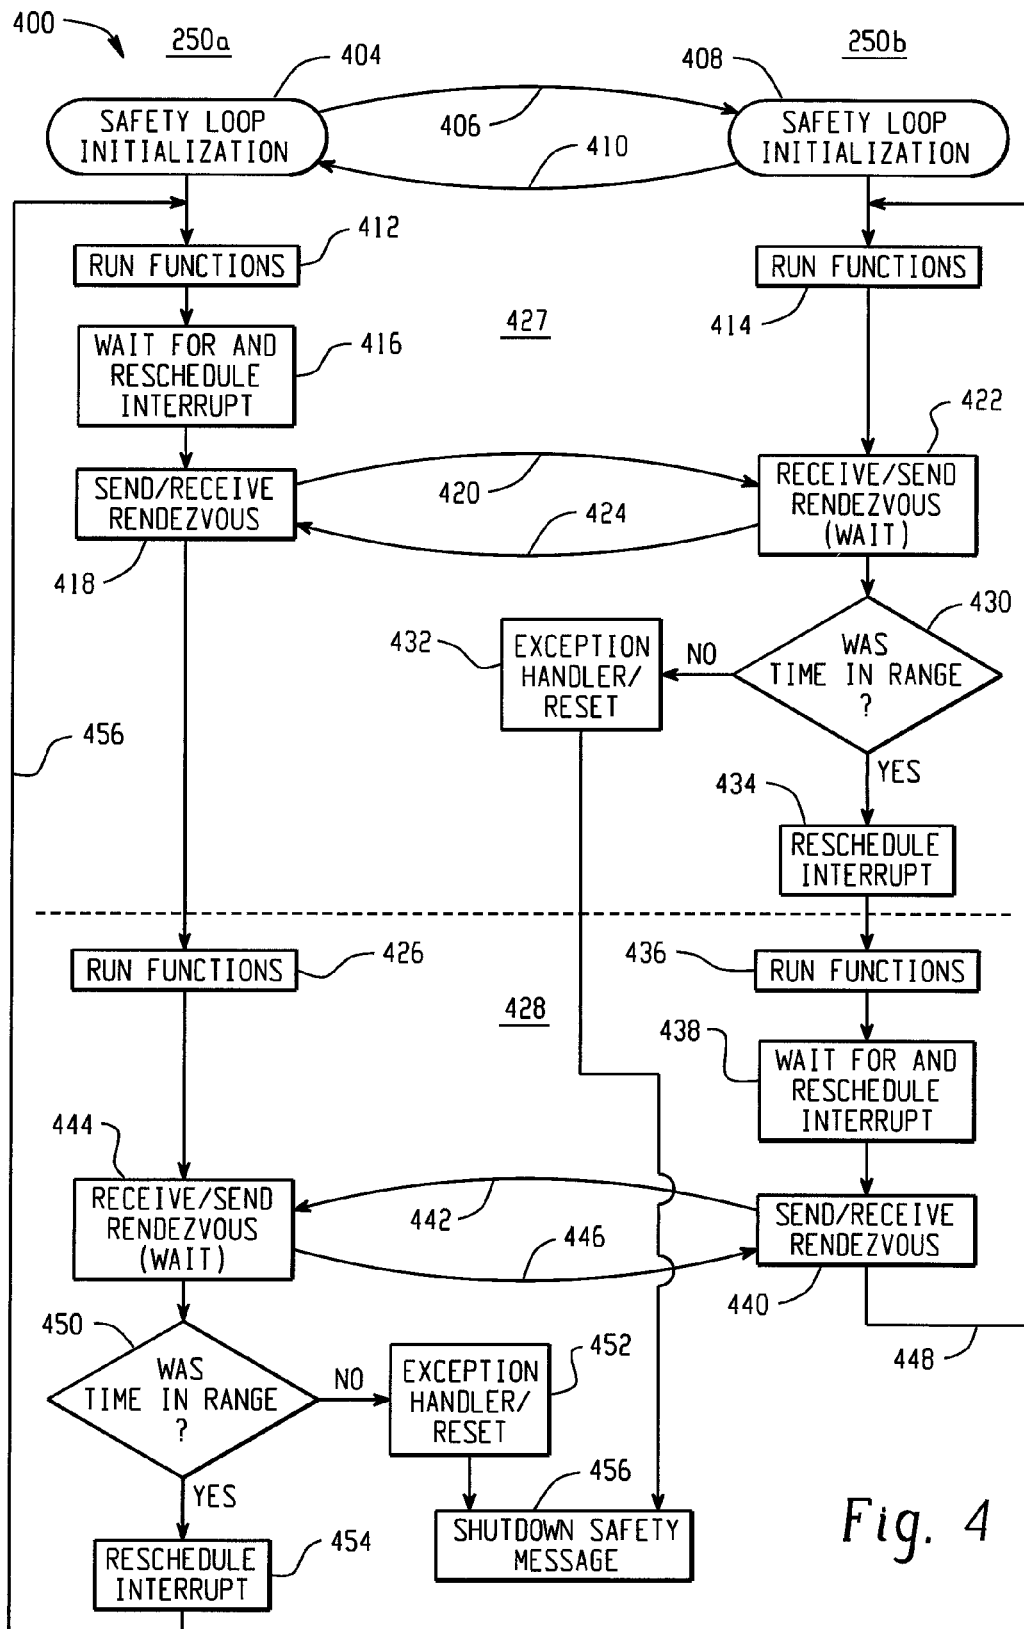 400
250a
250b
404
408
SAFETY LOOP
INITIALIZATION
406
SAFETY LOOP
INITIALIZATION
410
412
RUN FUNCTIONS
RUN FUNCTIONS
414
427
WAIT FOR AND
RESCHEDULE
INTERRUPT
416
422
SEND/RECEIVE
RENDEZVOUS
418
420
424
RECEIVE/SEND
RENDEZVOUS
(WAIT)
430
432
EXCEPTION
HANDLER/
RESET
NO
WAS
TIME IN RANGE
?
456
YES
434
RESCHEDULE
INTERRUPT
RUN FUNCTIONS
426
436
RUN FUNCTIONS
428
438
WAIT FOR AND
RESCHEDULE
INTERRUPT
444
RECEIVE/SEND
RENDEZVOUS
(WAIT)
442
446
SEND/RECEIVE
RENDEZVOUS
440
448
450
WAS
TIME IN RANGE
?
NO
452
EXCEPTION
HANDLER/
RESET
YES
456
SHUTDOWN SAFETY
MESSAGE
454
RESCHEDULE
INTERRUPT
Fig. 4